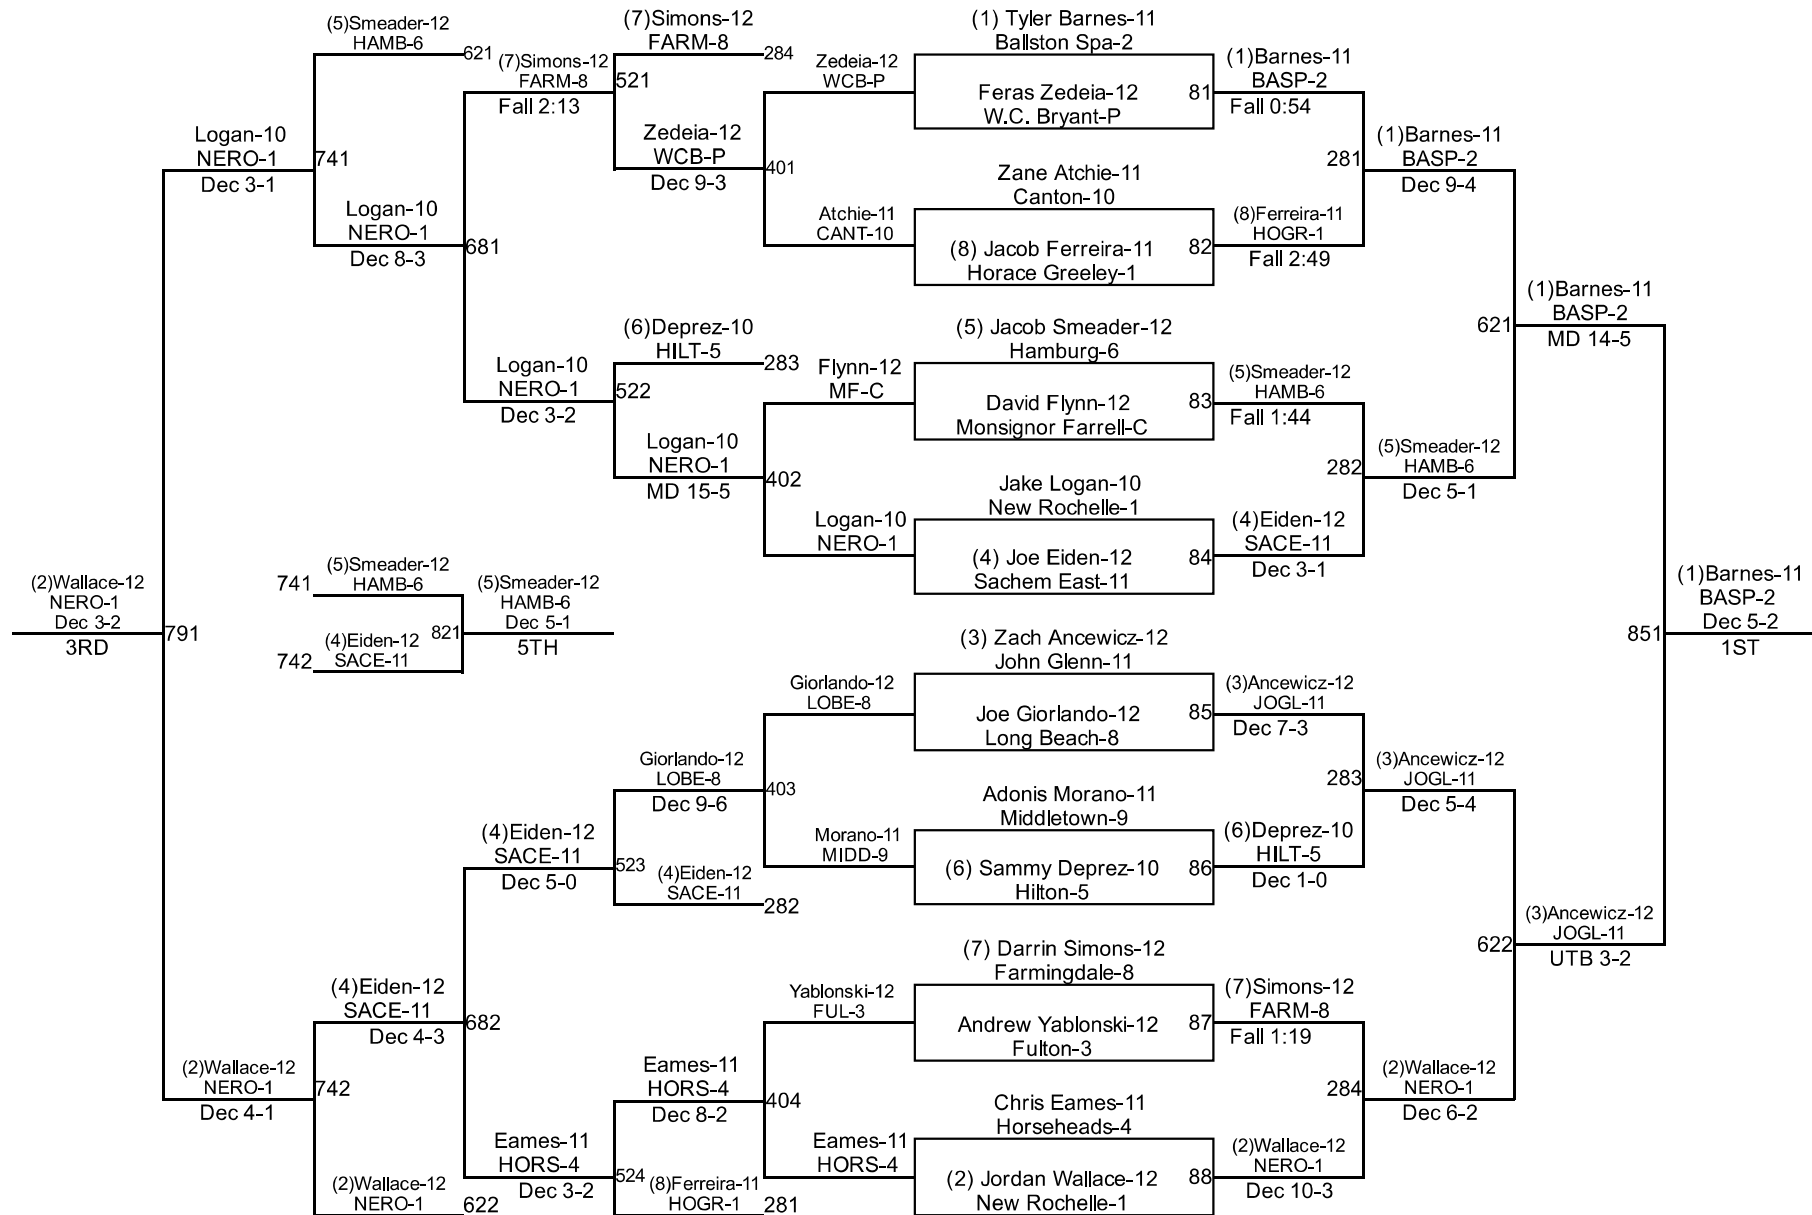 (5)Smeader-12
HAMB-6
621
(7)Simons-12
FARM-8
Fall 2:13
(7)Simons-12
FARM-8
284
521
Zedeia-12
WCB-P
Dec 9-3
401
Zedeia-12
WCB-P
Atchie-11
CANT-10
(1) Tyler Barnes-11
Ballston Spa-2
Feras Zedeia-12
W.C. Bryant-P
81
(1)Barnes-11
BASP-2
Fall 0:54
Zane Atchie-11
Canton-10
(8) Jacob Ferreira-11
Horace Greeley-1
82
(8)Ferreira-11
HOGR-1
Fall 2:49
281
(1)Barnes-11
BASP-2
Dec 9-4
Logan-10
NERO-1
Dec 3-1
741
Logan-10
NERO-1
Dec 8-3
681
Logan-10
NERO-1
Dec 3-2
(6)Deprez-10
HILT-5
283
522
Logan-10
NERO-1
MD 15-5
402
Flynn-12
MF-C
Logan-10
NERO-1
(5) Jacob Smeader-12
Hamburg-6
David Flynn-12
Monsignor Farrell-C
83
(5)Smeader-12
HAMB-6
Fall 1:44
Jake Logan-10
New Rochelle-1
(4) Joe Eiden-12
Sachem East-11
84
(4)Eiden-12
SACE-11
Dec 3-1
282
(5)Smeader-12
HAMB-6
Dec 5-1
621
(1)Barnes-11
BASP-2
MD 14-5
(2)Wallace-12
NERO-1
Dec 3-2
3RD
791
741
(5)Smeader-12
HAMB-6
742
(4)Eiden-12
SACE-11
821
(5)Smeader-12
HAMB-6
Dec 5-1
5TH
851
(1)Barnes-11
BASP-2
Dec 5-2
1ST
(3) Zach Ancewicz-12
John Glenn-11
Joe Giorlando-12
Long Beach-8
85
(3)Ancewicz-12
JOGL-11
Dec 7-3
Giorlando-12
LOBE-8
Giorlando-12
LOBE-8
Dec 9-6
403
Morano-11
MIDD-9
Adonis Morano-11
Middletown-9
(6) Sammy Deprez-10
Hilton-5
86
(6)Deprez-10
HILT-5
Dec 1-0
283
(3)Ancewicz-12
JOGL-11
Dec 5-4
(4)Eiden-12
SACE-11
Dec 5-0
523
(4)Eiden-12
SACE-11
282
622
(3)Ancewicz-12
JOGL-11
UTB 3-2
(4)Eiden-12
SACE-11
Dec 4-3
682
(2)Wallace-12
NERO-1
Dec 4-1
742
(2)Wallace-12
NERO-1
622
Eames-11
HORS-4
Dec 3-2
Eames-11
HORS-4
Dec 8-2
404
524
(8)Ferreira-11
HOGR-1
281
Yablonski-12
FUL-3
Eames-11
HORS-4
(7) Darrin Simons-12
Farmingdale-8
Andrew Yablonski-12
Fulton-3
87
(7)Simons-12
FARM-8
Fall 1:19
Chris Eames-11
Horseheads-4
(2) Jordan Wallace-12
New Rochelle-1
88
(2)Wallace-12
NERO-1
Dec 10-3
284
(2)Wallace-12
NERO-1
Dec 6-2